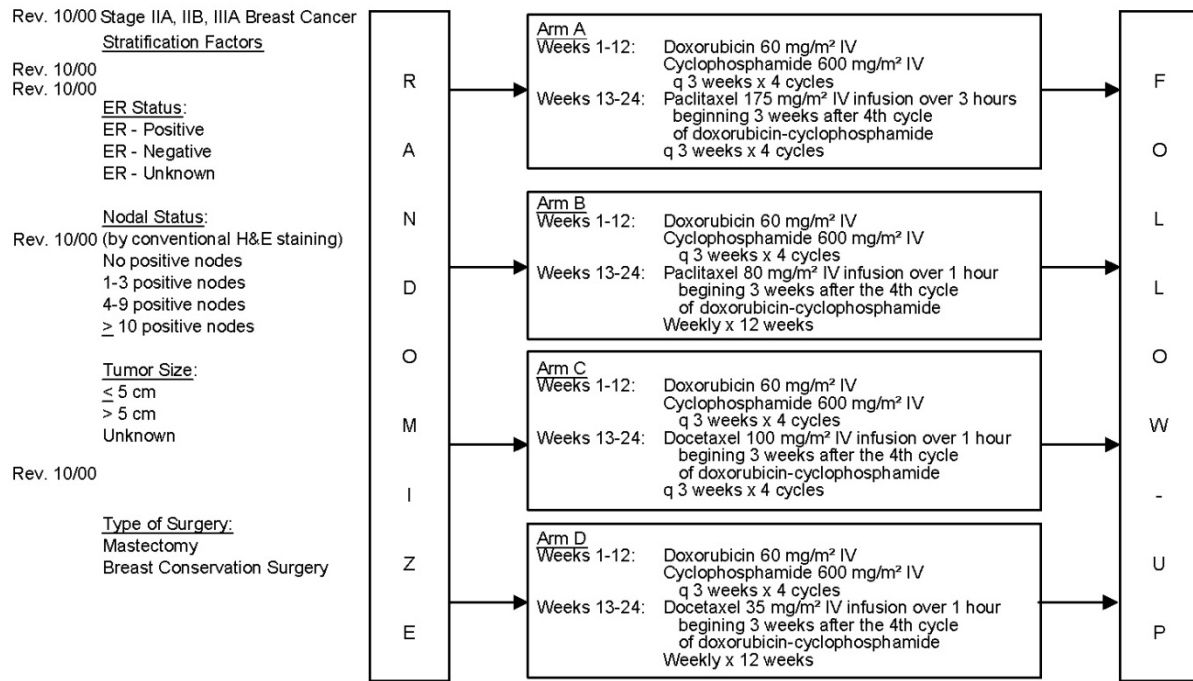 Rev. 10/00 Stage IIA, IIB, IIIA Breast Cancer
Stratification Factors
Rev. 10/00
Rev. 10/00
ER Status:
ER - Positive
ER - Negative
ER - Unknown
Nodal Status:
Rev. 10/00 (by conventional H&E staining)
No positive nodes
1-3 positive nodes
4-9 positive nodes
≥ 10 positive nodes
Tumor Size:
≤ 5 cm
> 5 cm
Unknown
Rev. 10/00
Type of Surgery:
Mastectomy
Breast Conservation Surgery
R
A
N
D
O
M
I
Z
E
Arm A
Weeks 1-12: Doxorubicin 60 mg/m² IV
Cyclophosphamide 600 mg/m² IV
q 3 weeks x 4 cycles
Weeks 13-24: Paclitaxel 175 mg/m² IV infusion over 3 hours
beginning 3 weeks after 4th cycle
of doxorubicin-cyclophosphamide
q 3 weeks x 4 cycles
Arm B
Weeks 1-12: Doxorubicin 60 mg/m² IV
Cyclophosphamide 600 mg/m² IV
q 3 weeks x 4 cycles
Weeks 13-24: Paclitaxel 80 mg/m² IV infusion over 1 hour
begining 3 weeks after the 4th cycle
of doxorubicin-cyclophosphamide
Weekly x 12 weeks
Arm C
Weeks 1-12: Doxorubicin 60 mg/m² IV
Cyclophosphamide 600 mg/m² IV
q 3 weeks x 4 cycles
Weeks 13-24: Docetaxel 100 mg/m² IV infusion over 1 hour
begining 3 weeks after the 4th cycle
of doxorubicin-cyclophosphamide
q 3 weeks x 4 cycles
Arm D
Weeks 1-12: Doxorubicin 60 mg/m² IV
Cyclophosphamide 600 mg/m² IV
q 3 weeks x 4 cycles
Weeks 13-24: Docetaxel 35 mg/m² IV infusion over 1 hour
begining 3 weeks after the 4th cycle
of doxorubicin-cyclophosphamide
Weekly x 12 weeks
F
O
L
L
O
W
-
U
P